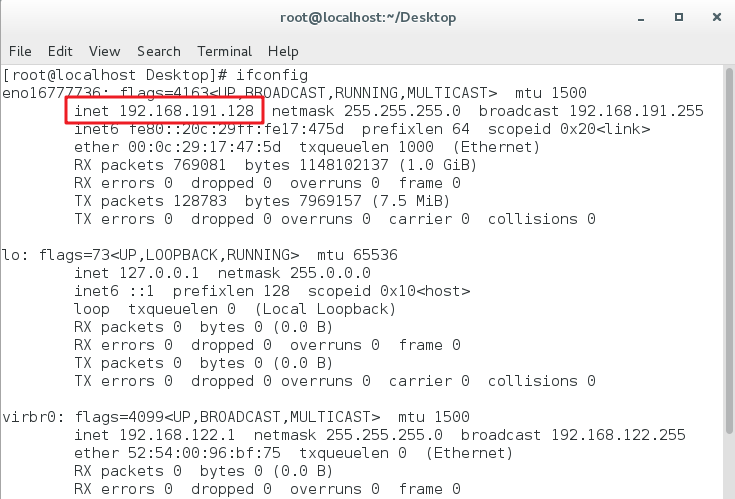 root@localhost:~/Desktop
File Edit View Search Terminal Help
[root@localhost Desktop]# ifconfig
eno16777736: flags=4163<UP,BROADCAST,RUNNING,MULTICAST>  mtu 1500
        inet 192.168.191.128  netmask 255.255.255.0  broadcast 192.168.191.255
        inet6 fe80::20c:29ff:fe17:475d  prefixlen 64  scopeid 0x20<link>
        ether 00:0c:29:17:47:5d  txqueuelen 1000  (Ethernet)
        RX packets 769081  bytes 1148102137 (1.0 GiB)
        RX errors 0  dropped 0  overruns 0  frame 0
        TX packets 128783  bytes 7969157 (7.5 MiB)
        TX errors 0  dropped 0 overruns 0  carrier 0  collisions 0

lo: flags=73<UP,LOOPBACK,RUNNING>  mtu 65536
        inet 127.0.0.1  netmask 255.0.0.0
        inet6 ::1  prefixlen 128  scopeid 0x10<host>
        loop  txqueuelen 0  (Local Loopback)
        RX packets 0  bytes 0 (0.0 B)
        RX errors 0  dropped 0  overruns 0  frame 0
        TX packets 0  bytes 0 (0.0 B)
        TX errors 0  dropped 0 overruns 0  carrier 0  collisions 0

virbr0: flags=4099<UP,BROADCAST,MULTICAST>  mtu 1500
        inet 192.168.122.1  netmask 255.255.255.0  broadcast 192.168.122.255
        ether 52:54:00:96:bf:75  txqueuelen 0  (Ethernet)
        RX packets 0  bytes 0 (0.0 B)
        RX errors 0  dropped 0  overruns 0  frame 0